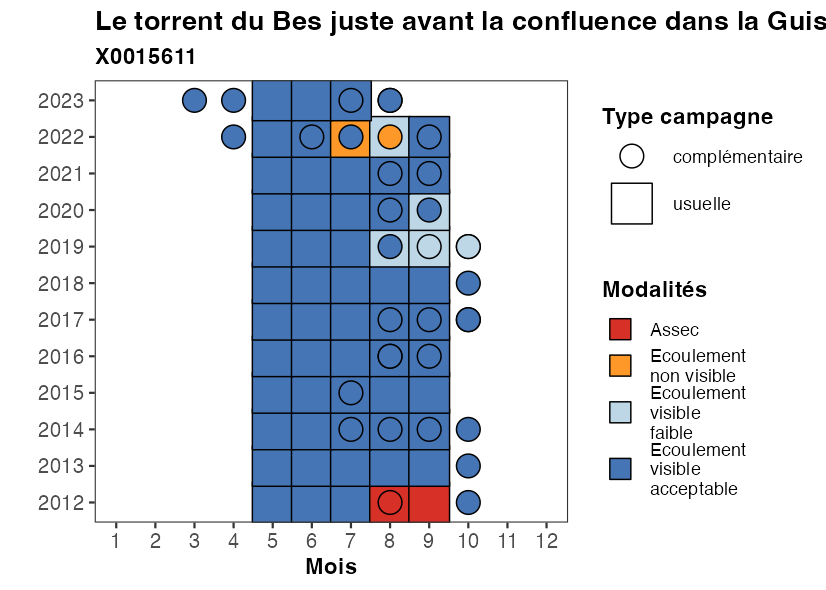 Le torrent du Bes juste avant la confluence dans la Guis
X0015611
2023
2022
2021
2020
2019
2018
2017
2016
2015
2014
2013
2012
1 2 3 4 5 6 7 8 9 10 11 12
Mois
Type campagne
complémentaire
usuelle
Modalités
Assec
Ecoulement
non visible
Ecoulement
visible
faible
Ecoulement
visible
acceptable